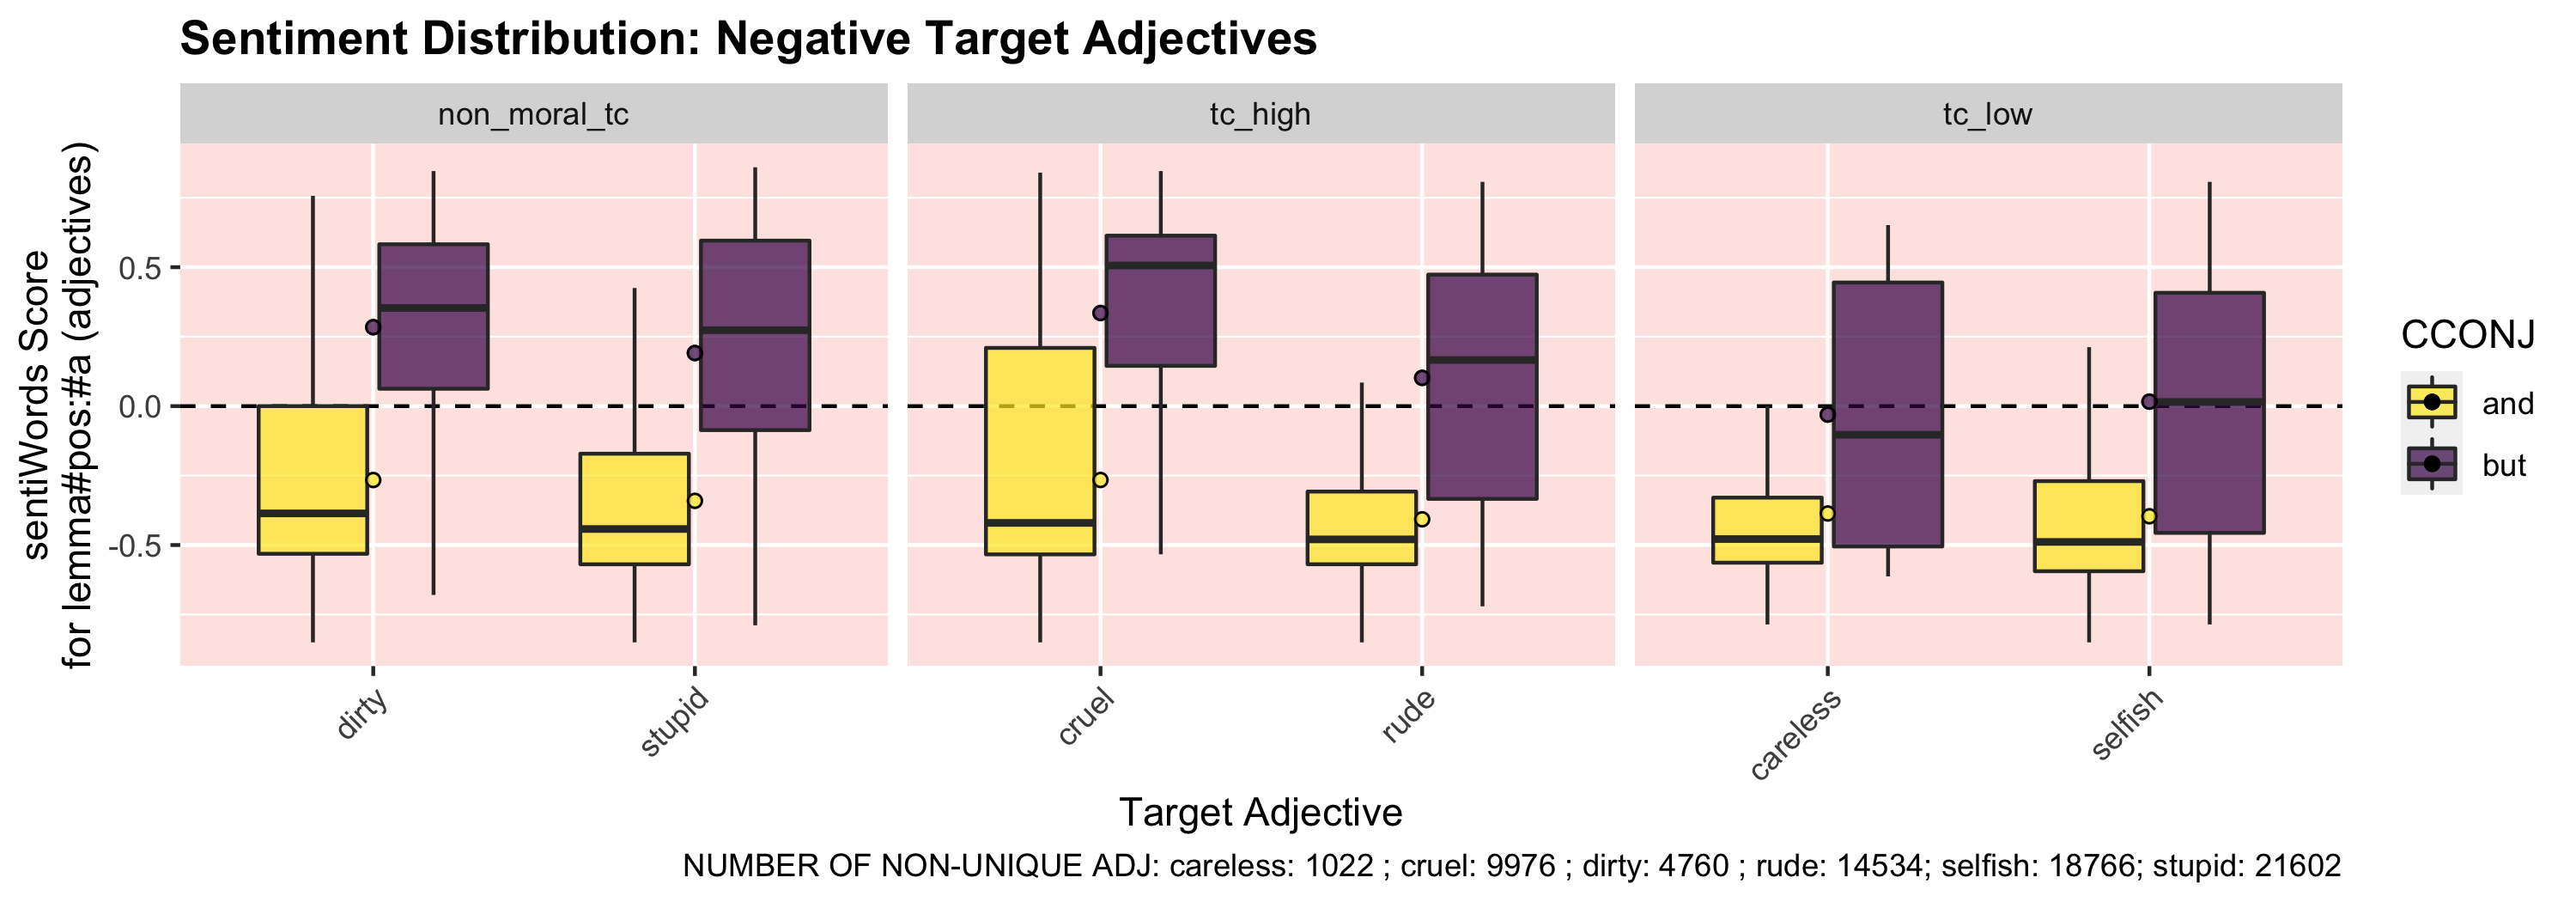 Sentiment Distribution: Negative Target Adjectives
non_moral_tc
tc_high
tc_low
sentiWords Score
for lemma#pos:#a (adjectives)
0.5
0.0
-0.5
dirty
stupid
cruel
rude
careless
selfish
Target Adjective
CCONJ
and
but
NUMBER OF NON-UNIQUE ADJ: careless: 1022 ; cruel: 9976 ; dirty: 4760 ; rude: 14534; selfish: 18766; stupid: 21602